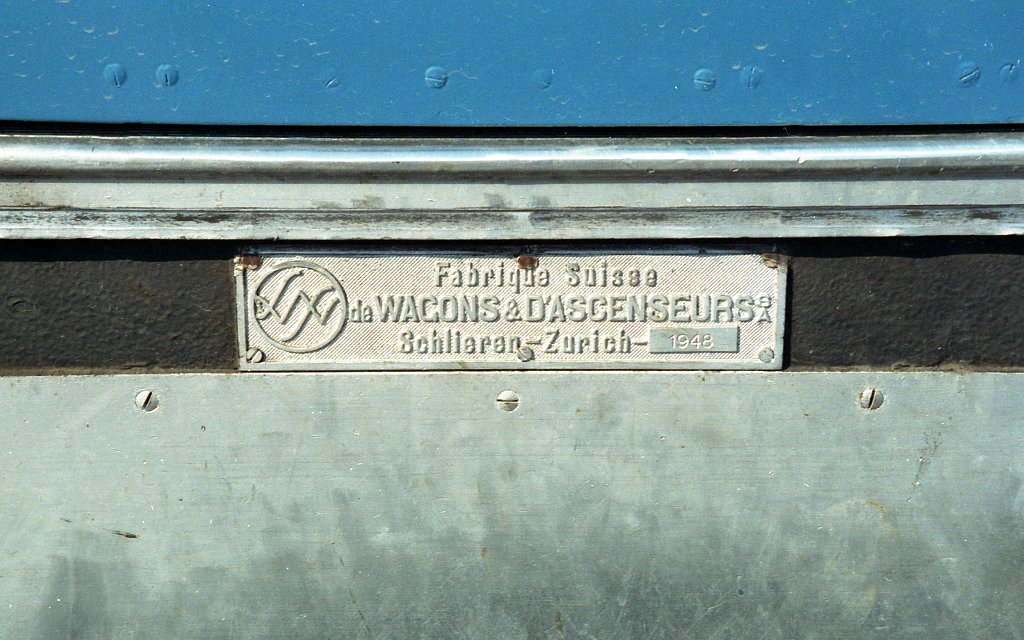 Fabrique Suisse
de WAGONS & D'ASCENSEURS SA
Schlieren-Zurich- 1948